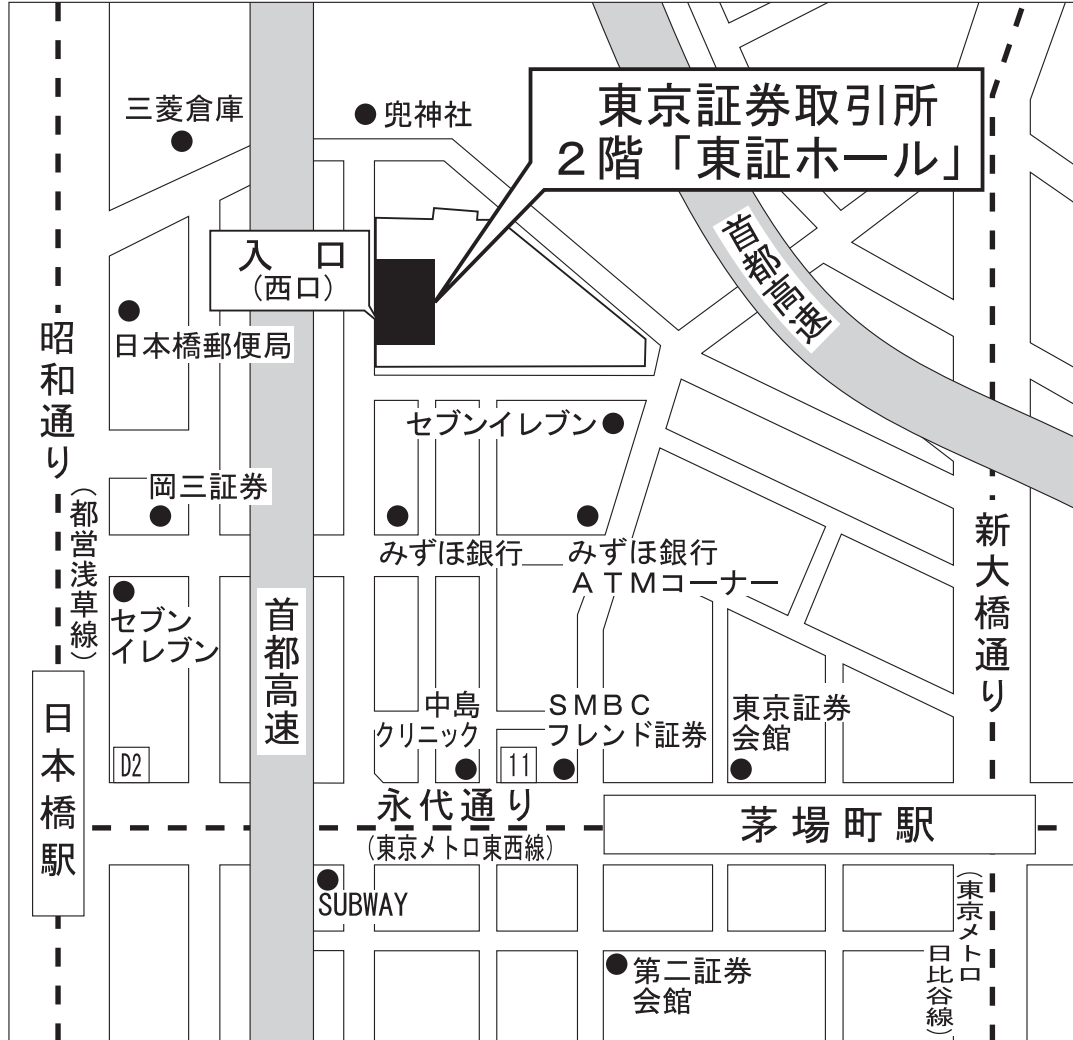 三菱倉庫
兜神社
東京証券取引所
2階「東証ホール」
入 口
(西口)
首都高速
日本橋郵便局
昭和通り
(都営浅草線)
セブンイレブン
岡三証券
みずほ銀行
みずほ銀行
ATMコーナー
新大橋通り
セブン
イレブン
首都高速
日本橋駅
D2
中島
クリニック
11
SMBC
フレンド証券
東京証券
会館
永代通り
(東京メトロ東西線)
茅場町駅
SUBWAY
(東京メトロ
日比谷線)
第二証券
会館